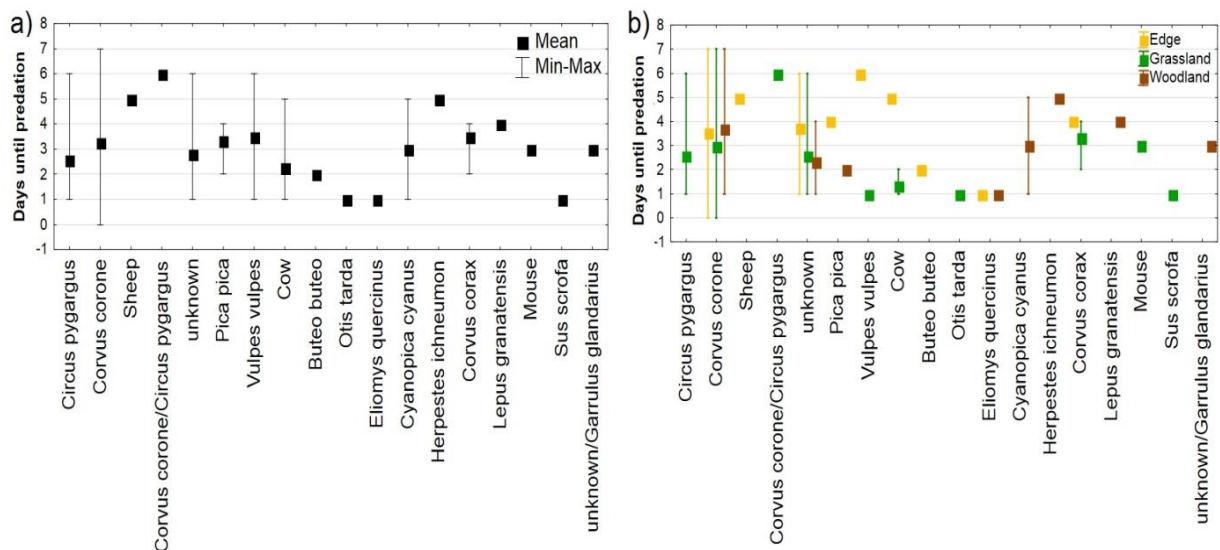 a)
Days until predation
8
7
6
5
4
3
2
1
0
-1
Mean
Min-Max
Circus pygargus
Corvus corone
Sheep
Corvus corone/Circus pygargus
unknown
Pica pica
Vulpes vulpes
Cow
Buteo buteo
Otis tarda
Eliomys quercinus
Cyanopica cyanus
Herpestes ichneumon
Corvus corax
Lepus granatensis
Mouse
Sus scrofa
unknown/Garrulus glandarius
b)
Days until predation
8
7
6
5
4
3
2
1
0
-1
Edge
Grassland
Woodland
Circus pygargus
Corvus corone
Sheep
Corvus corone/Circus pygargus
unknown
Pica pica
Vulpes vulpes
Cow
Buteo buteo
Otis tarda
Eliomys quercinus
Cyanopica cyanus
Herpestes ichneumon
Corvus corax
Lepus granatensis
Mouse
Sus scrofa
unknown/Garrulus glandarius